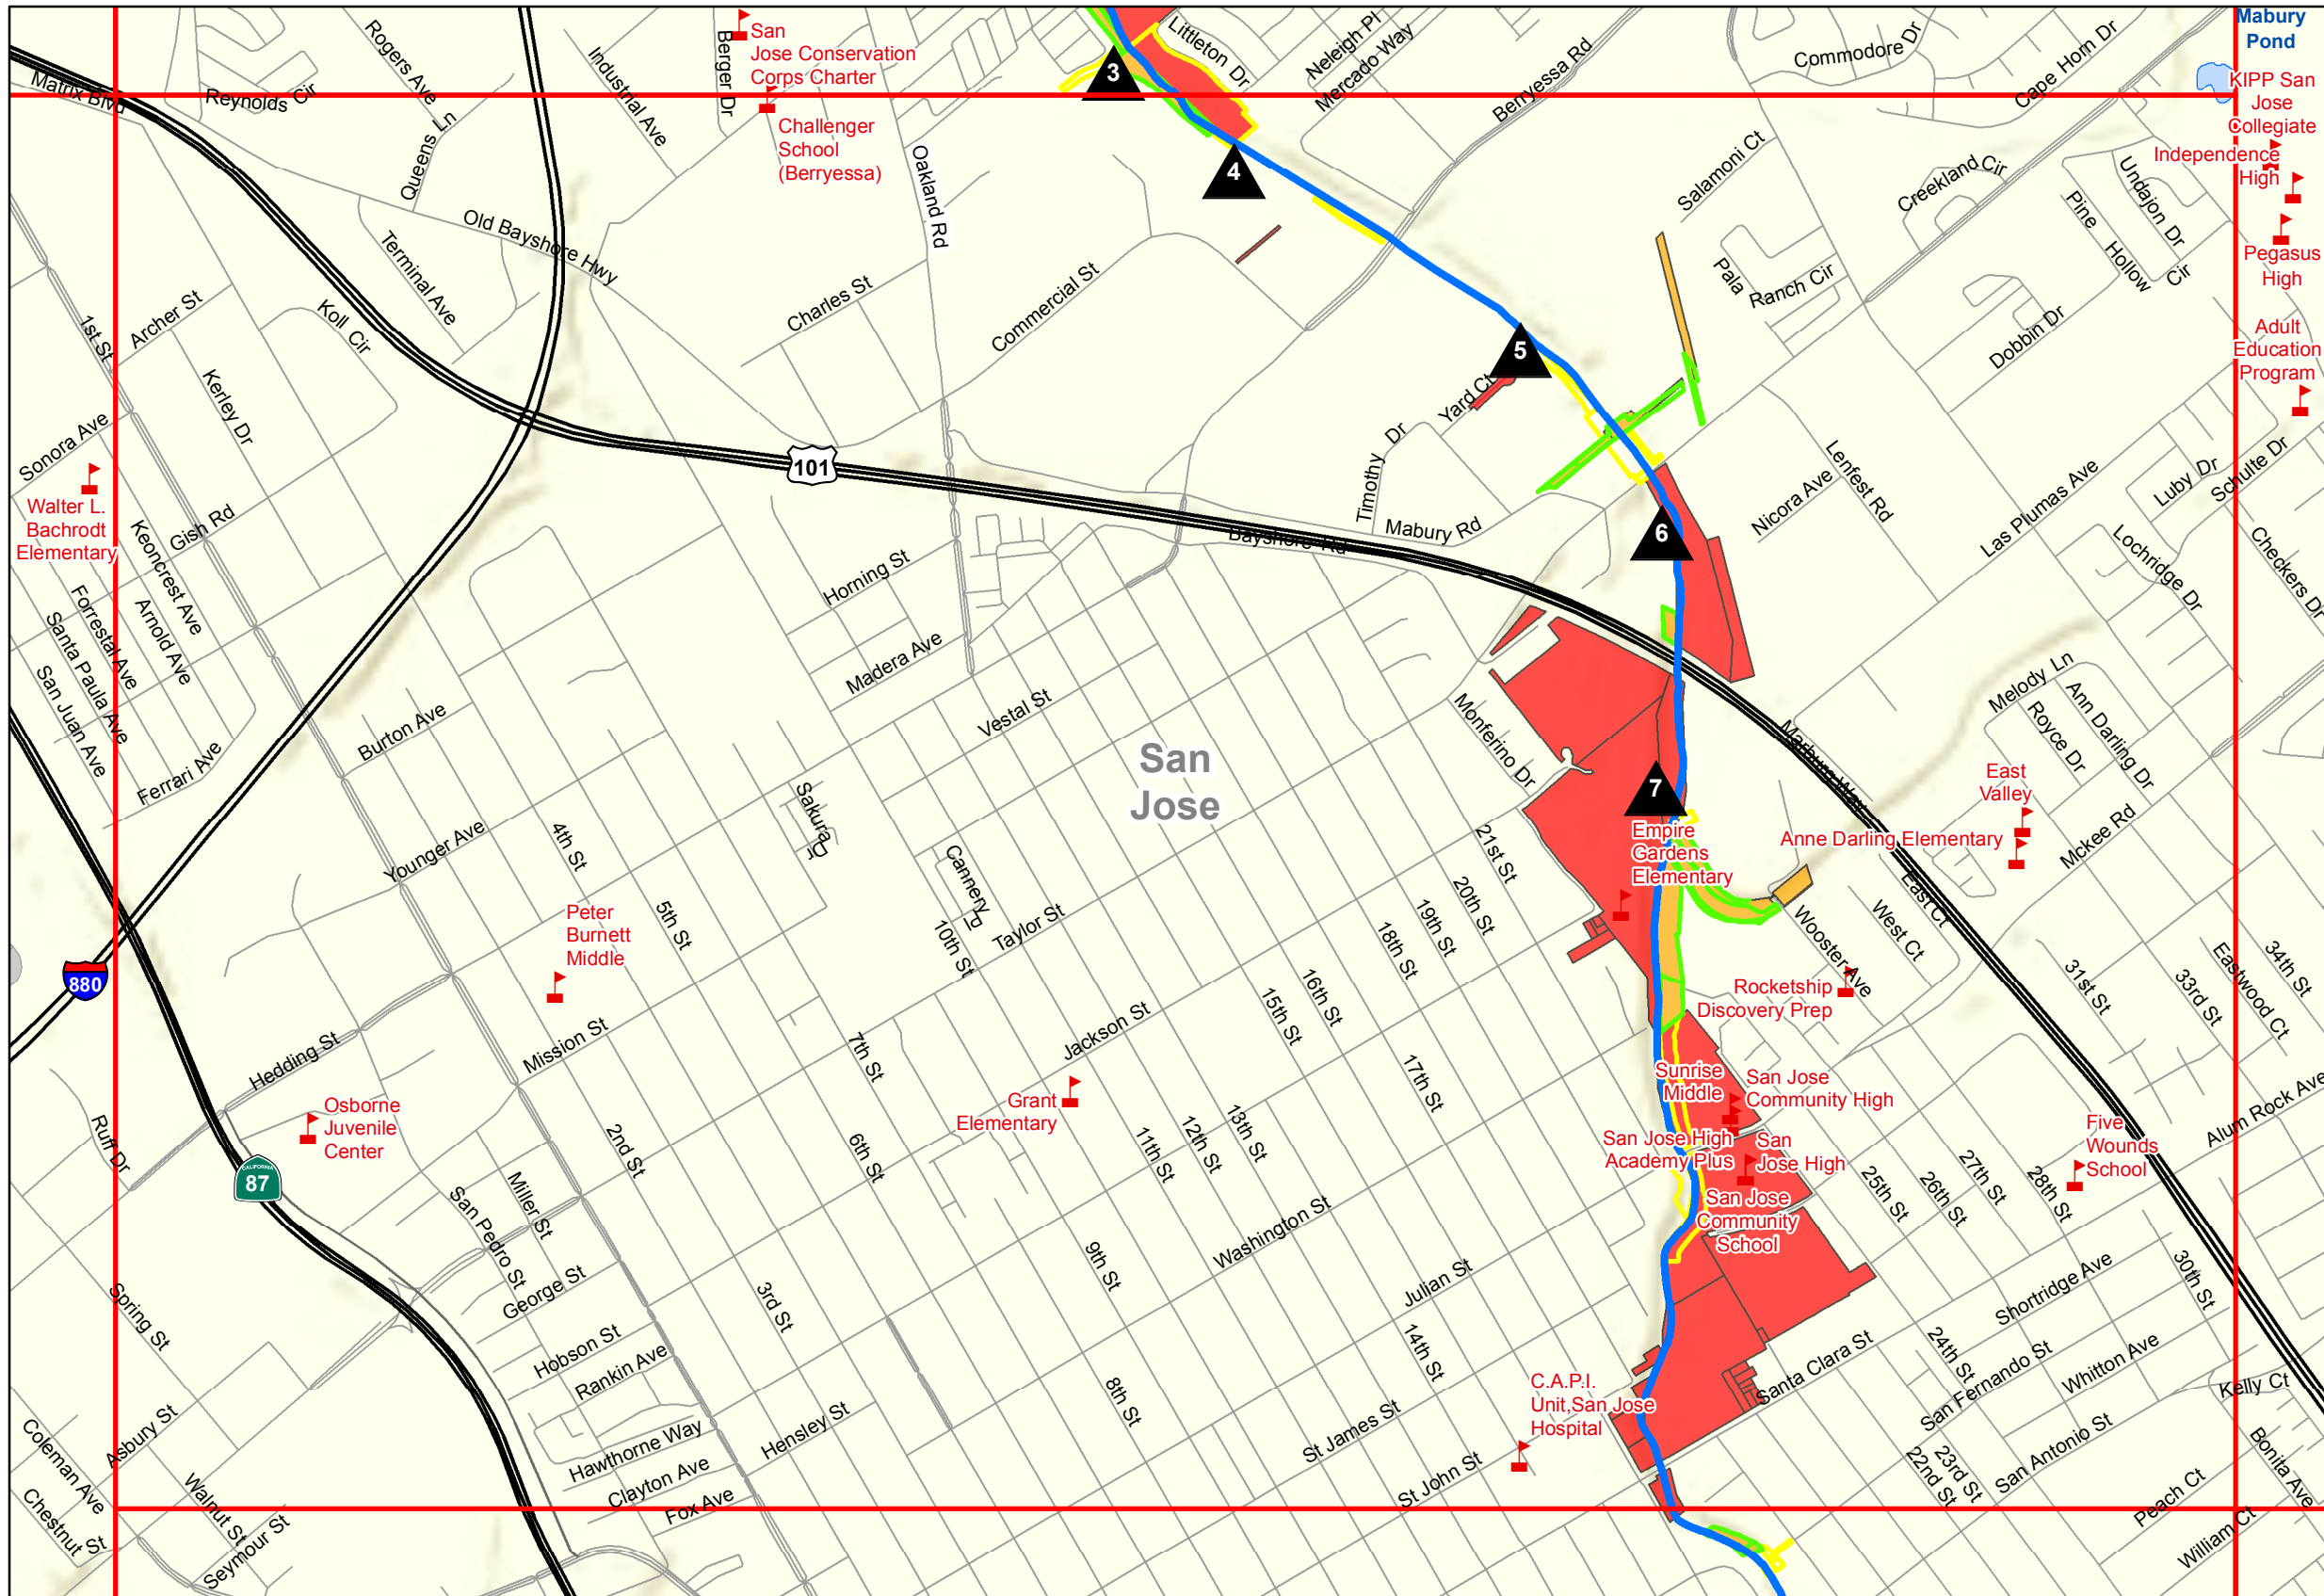 Mabury
Pond
San
Jose Conservation
Corps Charter
Berger Dr
Rogers Ave
Industrial Ave
Littleton Dr
Neleigh Pl
Mercado Way
Berryessa Rd
Commodore Dr
Cape Horn Dr
Matrix Blvd
Reynolds Cir
3
KIPP San
Jose
Collegiate
Queens Ln
Challenger
School
(Berryessa)
Oakland Rd
4
Salamoni Ct
Creekland Cir
Undajon Dr
Independence
High
Pine Hollow Cir
Pegasus
High
Old Bayshore Hwy
Terminal Ave
Charles St
Commercial St
Pala
Ranch Cir
Dobbin Dr
Adult
Education
Program
1st St
Archer St
Koll Cir
5
Yard Ct
Kerley Dr
Sonora Ave
101
Timothy Dr
Lenfest Rd
Nicora Ave
Las Plumas Ave
Luby Dr
Schulte Dr
Walter L.
Bachrodt
Elementary
Gish Rd
Keoncrest Ave
Mabury Rd
Bayshore Rd
6
Lochridge Dr
Checkers Dr
Horning St
Forrestal Ave
Arnold Ave
Santa Paula Ave
San Juan Ave
Madera Ave
Vestal St
Monferino Dr
Melody Ln
Ann Darling Dr
Royce Dr
Burton Ave
Ferrari Ave
San
Jose
Marburg Way
7
East
Valley
Sakura Dr
Younger Ave
4th St
Empire
Gardens
Elementary
Anne Darling Elementary
Mckee Rd
21st St
Cannery Pl
20th St
19th St
18th St
East Ct
West Ct
Wooster Ave
Peter
Burnett
Middle
5th St
10th St
Taylor St
880
16th St
15th St
Rocketship
Discovery Prep
31st St
33rd St
34th St
Eastwood Ct
Hedding St
Mission St
7th St
Jackson St
17th St
Sunrise
Middle
San Jose
Community High
Osborne
Juvenile
Center
Grant
Elementary
Ruff Dr
CALIFORNIA
87
2nd St
6th St
11th St
12th St
13th St
San Jose High
Academy Plus
San
Jose High
San Jose
Community
School
Five
Wounds
School
Alum Rock Ave
25th St
26th St
27th St
28th St
San Pedro St
Miller St
George St
9th St
Washington St
Julian St
Shortridge Ave
30th St
Spring St
3rd St
Hobson St
Rankin Ave
14th St
Santa Clara St
24th St
San Fernando St
Whitton Ave
Kelly Ct
C.A.P.I.
Unit,San Jose
Hospital
8th St
Coleman Ave
Asbury St
Hawthorne Way
Hensley St
St James St
Clayton Ave
St John St
Fox Ave
22nd St
23rd St
San Antonio St
Bonita Ave
Peach Ct
William Ct
Chestnut St
Walnut St
Seymour St